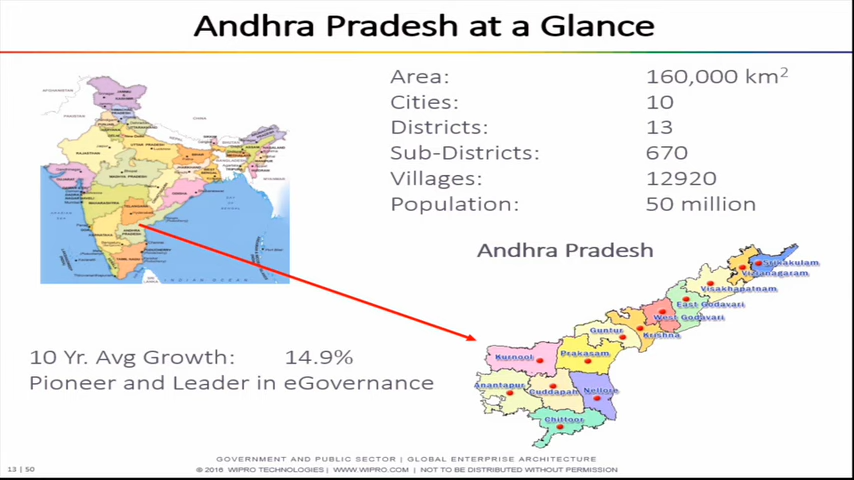 Andhra Pradesh at a Glance
Area: 160,000 km²
Cities: 10
Districts: 13
Sub-Districts: 670
Villages: 12920
Population: 50 million
Andhra Pradesh
Srikakulam
Vizianagaram
Visakhapatnam
East Godavari
West Godavari
Guntur
Krishna
Kurnool
Prakasam
Anantapur
Cuddapah
Nellore
Chittoor
10 Yr. Avg Growth: 14.9%
Pioneer and Leader in eGovernance
GOVERNMENT AND PUBLIC SECTOR | GLOBAL ENTERPRISE ARCHITECTURE
13 | 50
© 2016 WIPRO TECHNOLOGIES | WWW.WIPRO.COM | NOT TO BE DISTRIBUTED WITHOUT PERMISSION